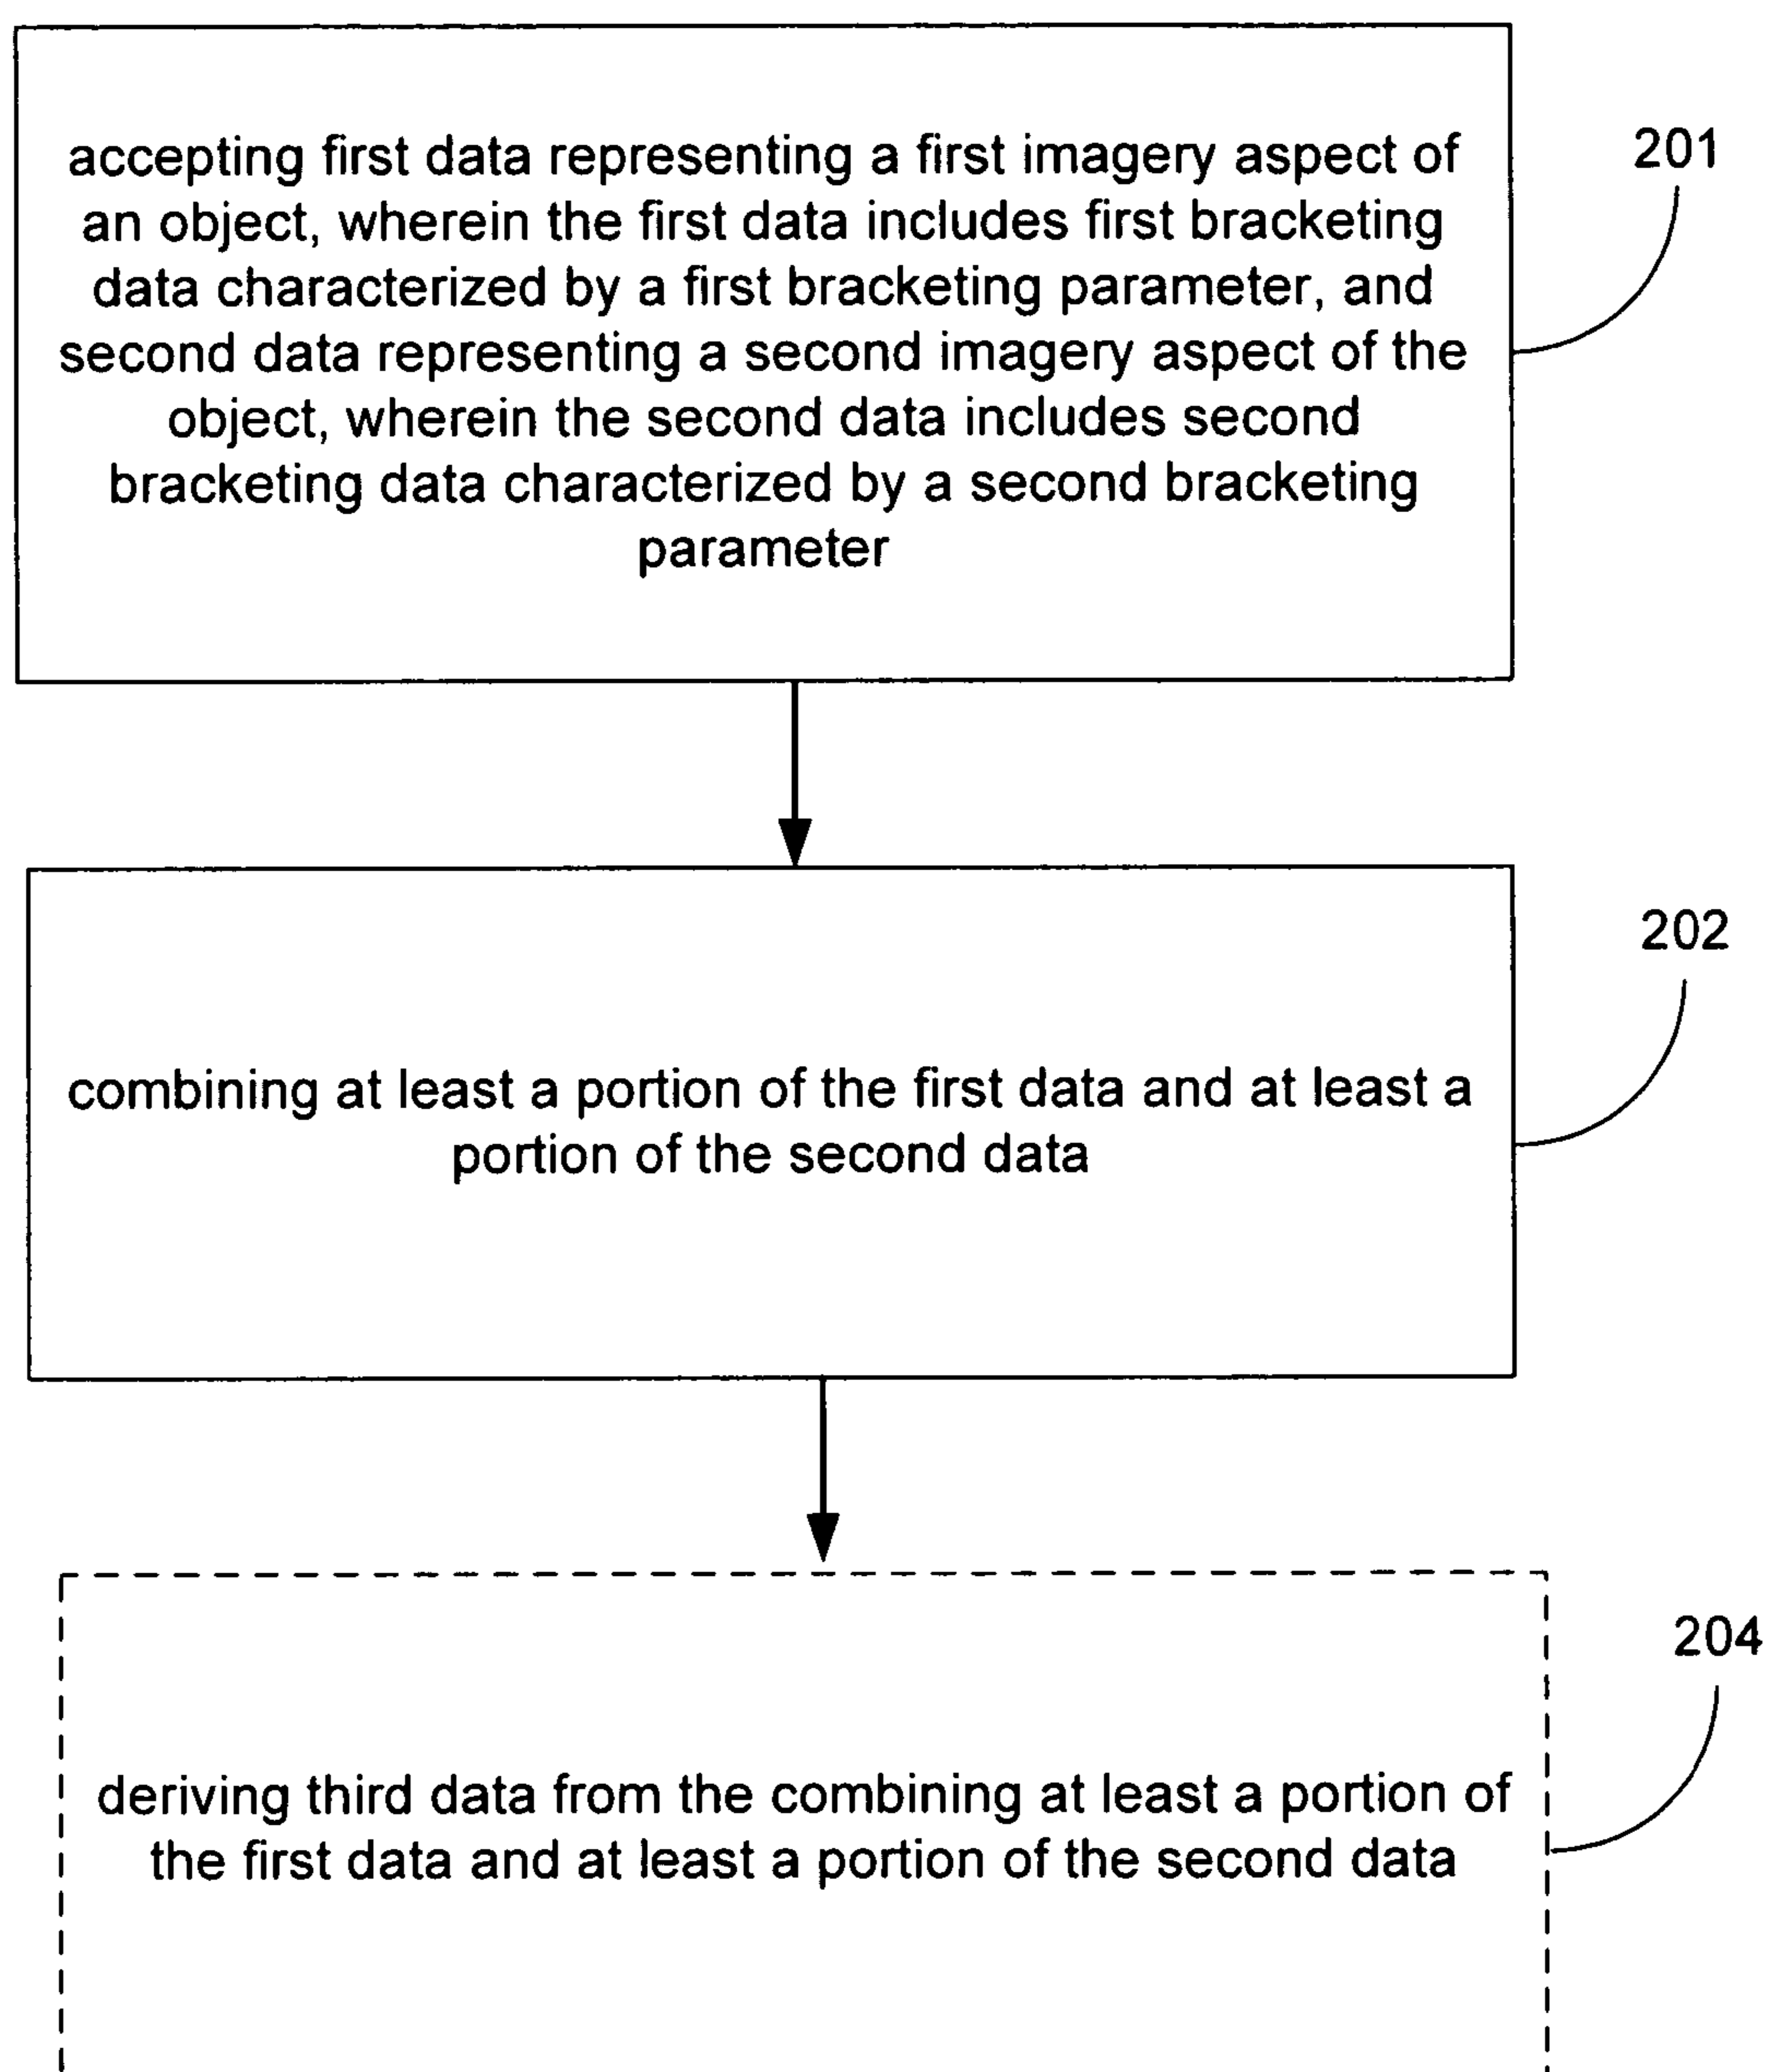 accepting first data representing a first imagery aspect of
an object, wherein the first data includes first bracketing
data characterized by a first bracketing parameter, and
second data representing a second imagery aspect of the
object, wherein the second data includes second
bracketing data characterized by a second bracketing
parameter
201
combining at least a portion of the first data and at least a
portion of the second data
202
deriving third data from the combining at least a portion of
the first data and at least a portion of the second data
204